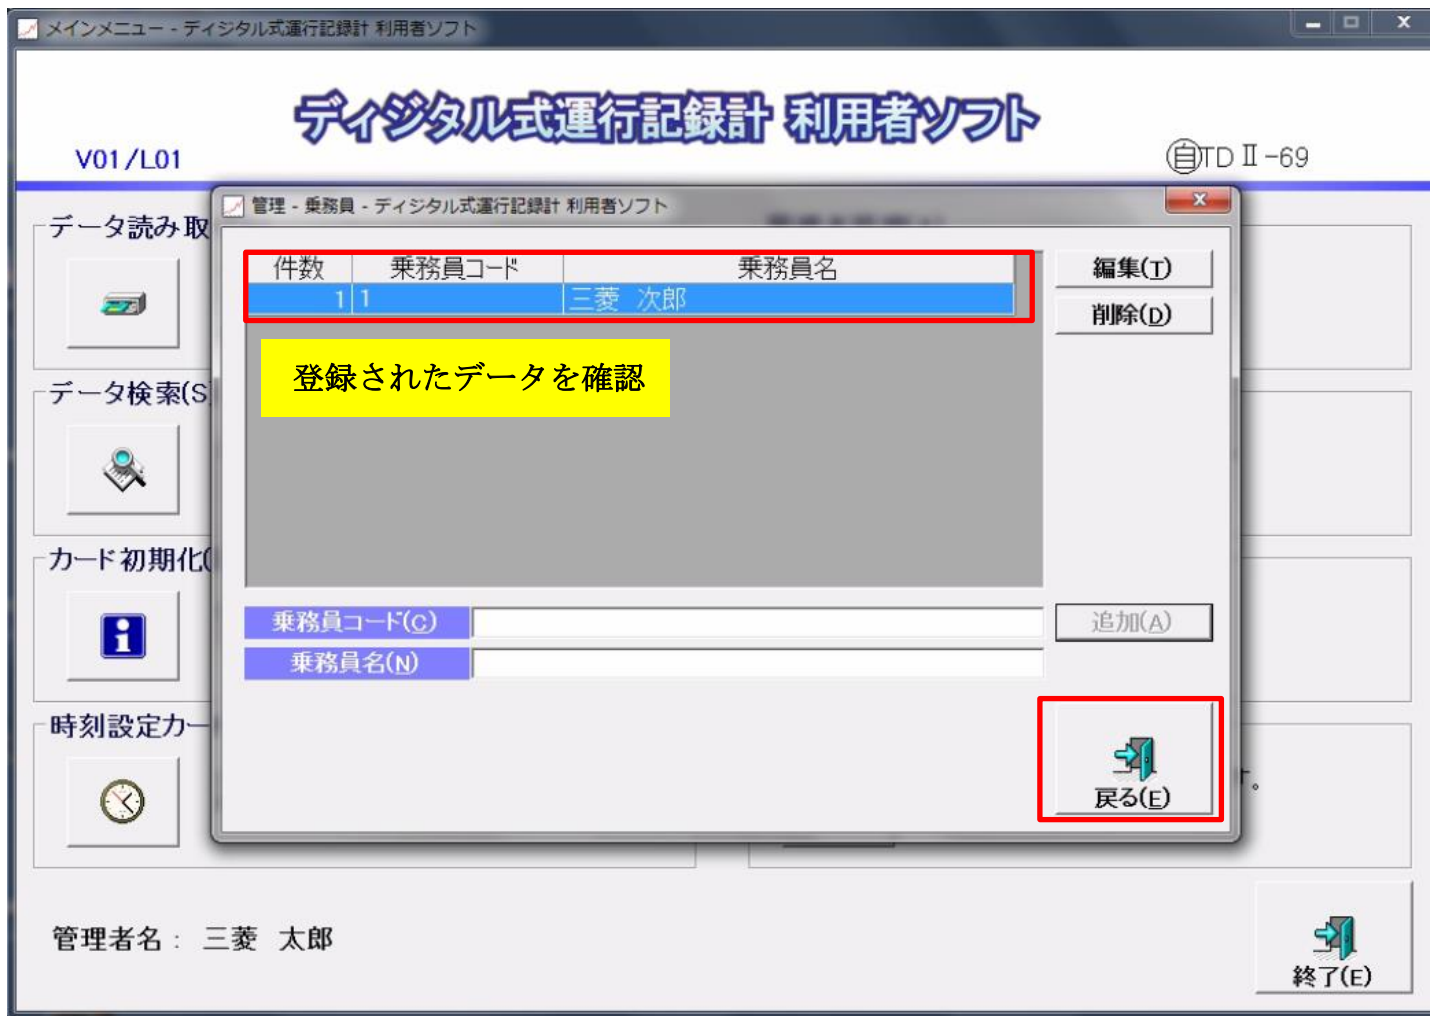 メインメニュー - ディジタル式運行記録計 利用者ソフト
ディジタル式運行記録計 利用者ソフト
V01/L01
自TDⅡ-69
管理 - 乗務員 - ディジタル式運行記録計 利用者ソフト
データ読み取
件数 乗務員コード 乗務員名
1 1 三菱 次郎
編集(T)
削除(D)
登録されたデータを確認
データ検索(S
カード初期化(
乗務員コード(C)
追加(A)
乗務員名(N)
時刻設定カー
戻る(E)
す。
管理者名: 三菱 太郎
終了(E)